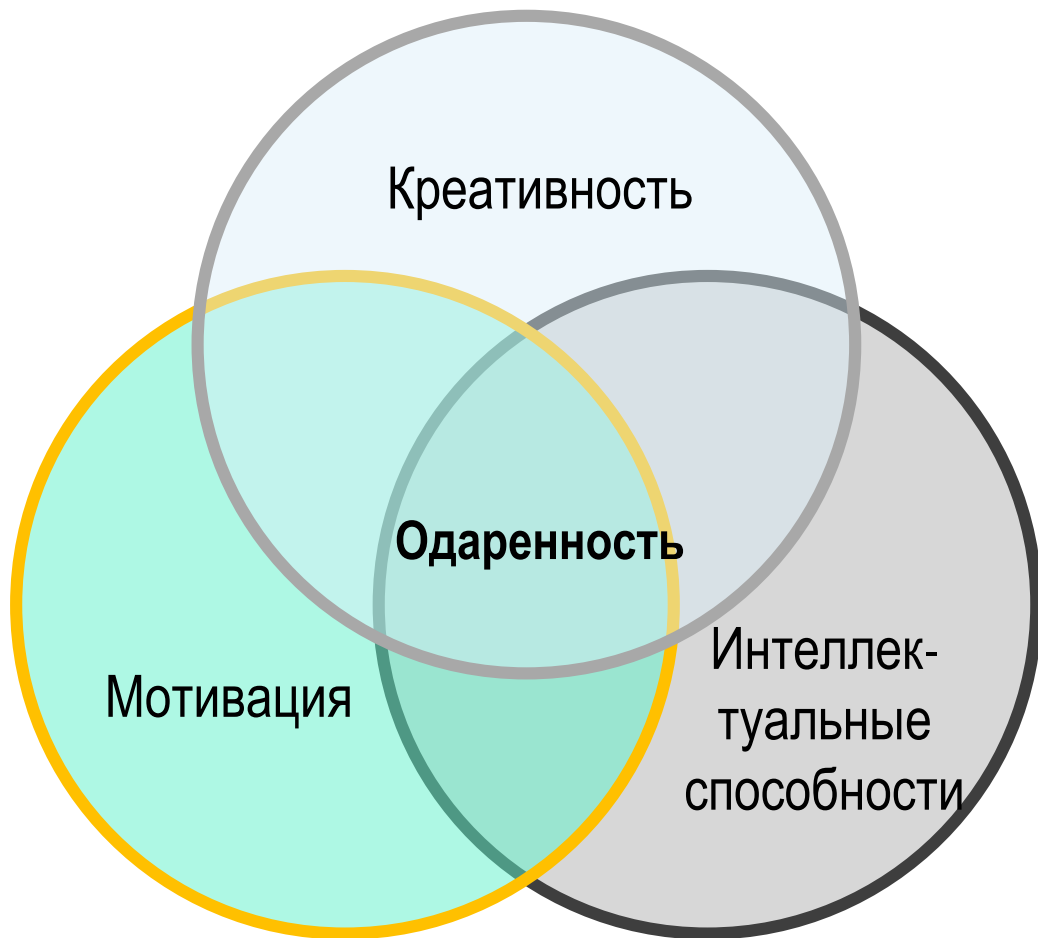 Креативность
Одаренность
Мотивация
Интеллек-
туальные
способности